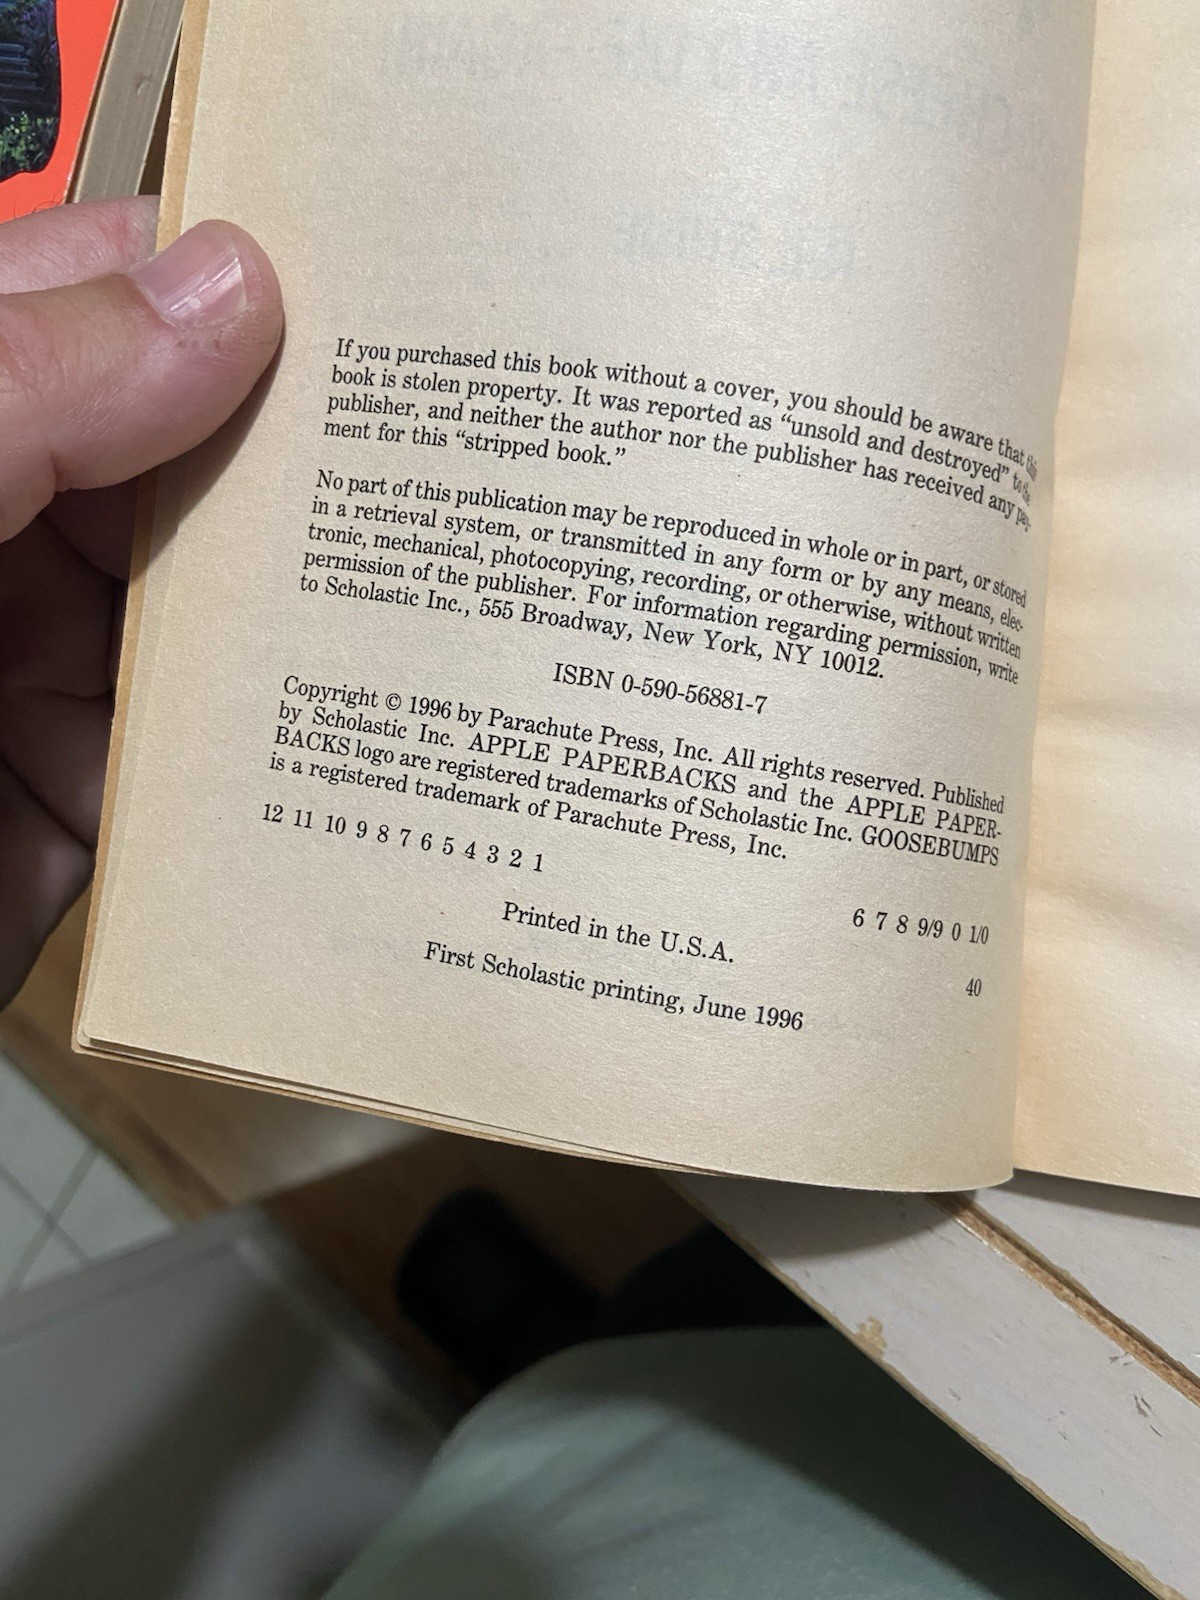 If you purchased this book without a cover, you should be aware that this
book is stolen property. It was reported as “unsold and destroyed” to the
publisher, and neither the author nor the publisher has received any pay-
ment for this “stripped book.”
No part of this publication may be reproduced in whole or in part, or stored
in a retrieval system, or transmitted in any form or by any means, elec-
tronic, mechanical, photocopying, recording, or otherwise, without written
permission of the publisher. For information regarding permission, write
to Scholastic Inc., 555 Broadway, New York, NY 10012.
ISBN 0-590-56881-7
Copyright © 1996 by Parachute Press, Inc. All rights reserved. Published
by Scholastic Inc. APPLE PAPERBACKS and the APPLE PAPER-
BACKS logo are registered trademarks of Scholastic Inc. GOOSEBUMPS
is a registered trademark of Parachute Press, Inc.
12 11 10 9 8 7 6 5 4 3 2 1
6 7 8 9/9 0 1/0
Printed in the U.S.A.
40
First Scholastic printing, June 1996